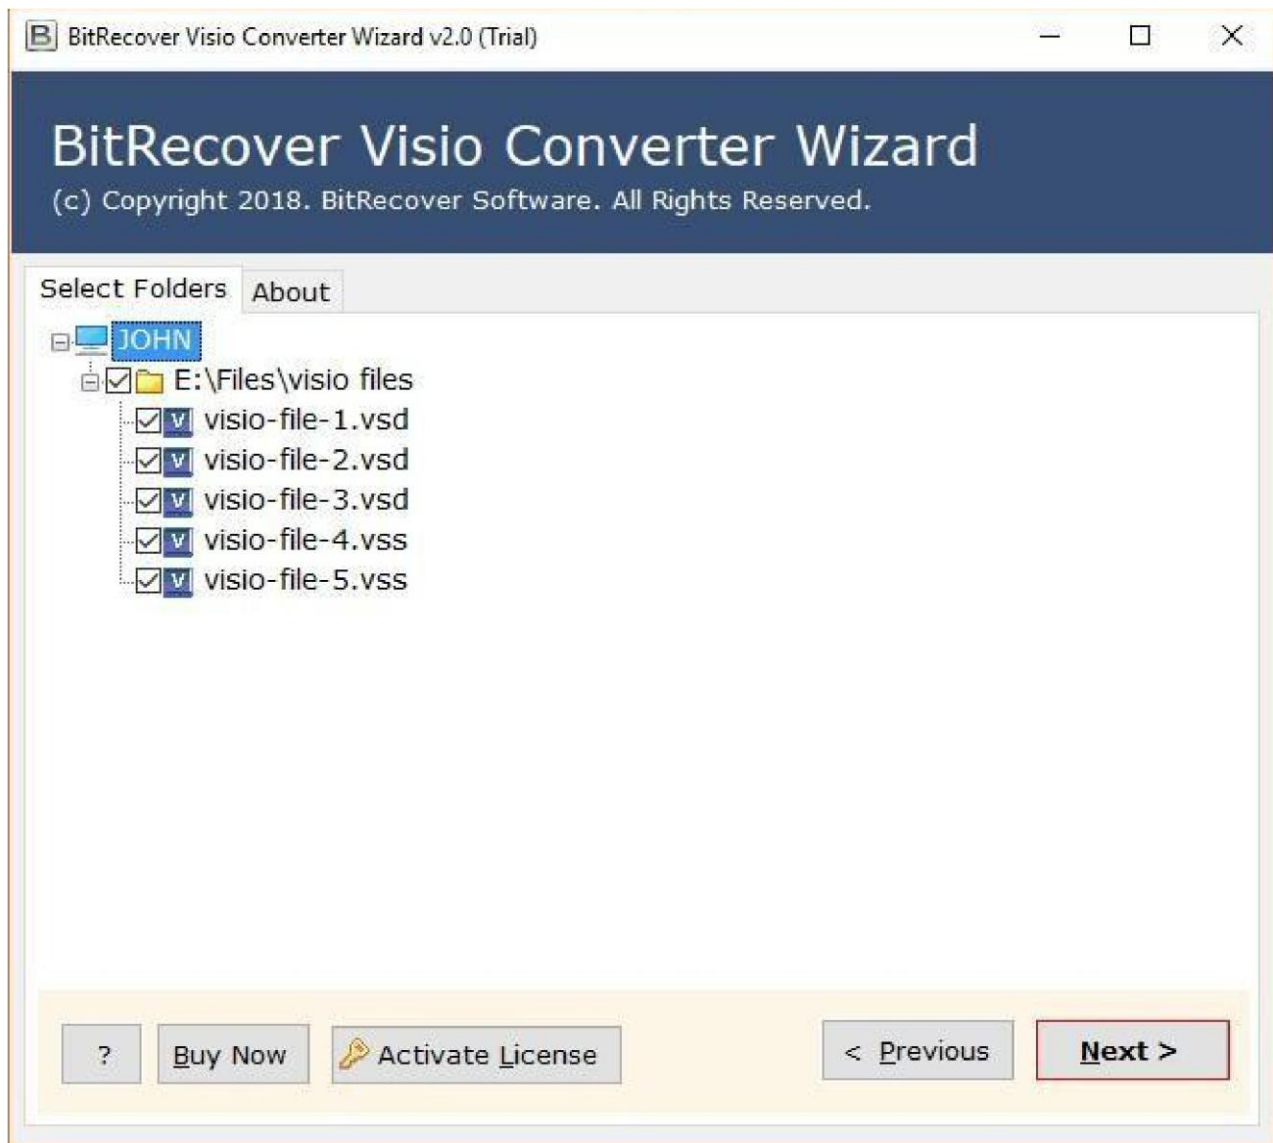 B BitRecover Visio Converter Wizard v2.0 (Trial)
BitRecover Visio Converter Wizard
(c) Copyright 2018. BitRecover Software. All Rights Reserved.
Select Folders About
JOHN
E:\Files\visio files
V visio-file-1.vsd
V visio-file-2.vsd
V visio-file-3.vsd
V visio-file-4.vss
V visio-file-5.vss
? Buy Now Activate License < Previous Next >